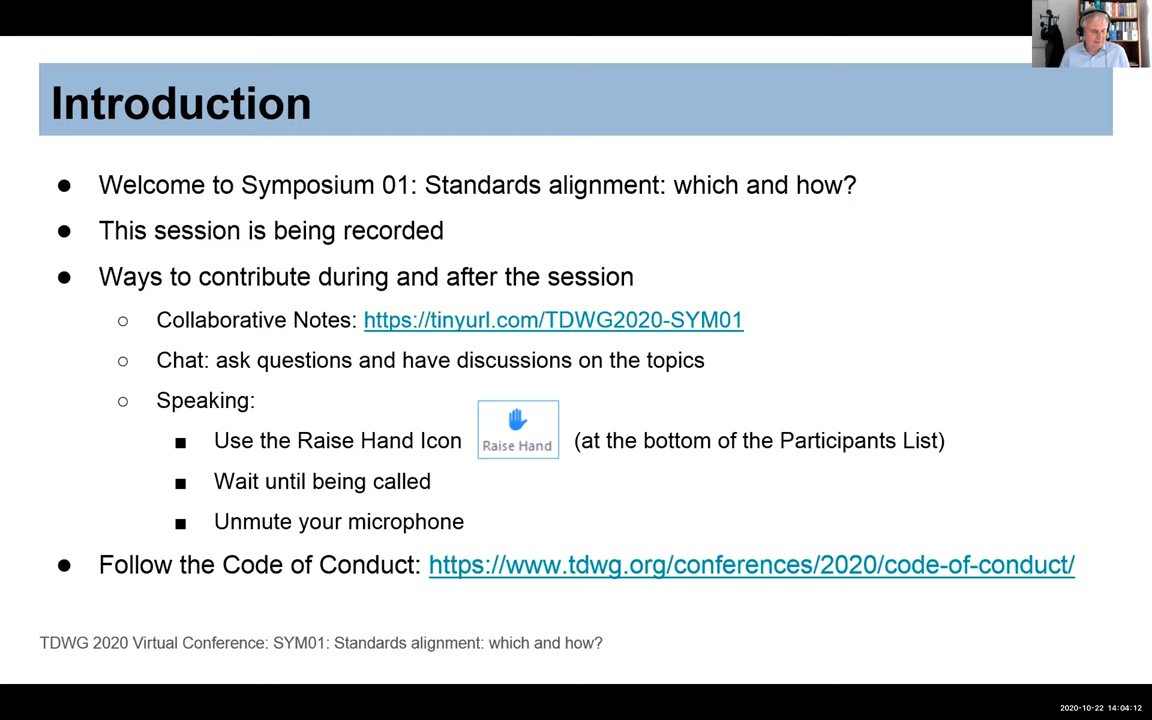 Introduction
● Welcome to Symposium 01: Standards alignment: which and how?
● This session is being recorded
● Ways to contribute during and after the session
○ Collaborative Notes: https://tinyurl.com/TDWG2020-SYM01
○ Chat: ask questions and have discussions on the topics
○ Speaking:
■ Use the Raise Hand Icon Raise Hand (at the bottom of the Participants List)
■ Wait until being called
■ Unmute your microphone
● Follow the Code of Conduct: https://www.tdwg.org/conferences/2020/code-of-conduct/
TDWG 2020 Virtual Conference: SYM01: Standards alignment: which and how?
2020-10-22 14:04:12